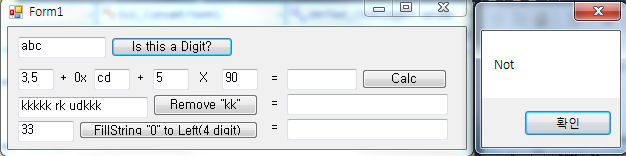 Form1
abc Is this a Digit?
3,5 + 0x cd + 5 X 90 = Calc
kkkkk rk udkkk Remove "kk" =
33 FillString "0" to Left(4 digit) =
Not
확인